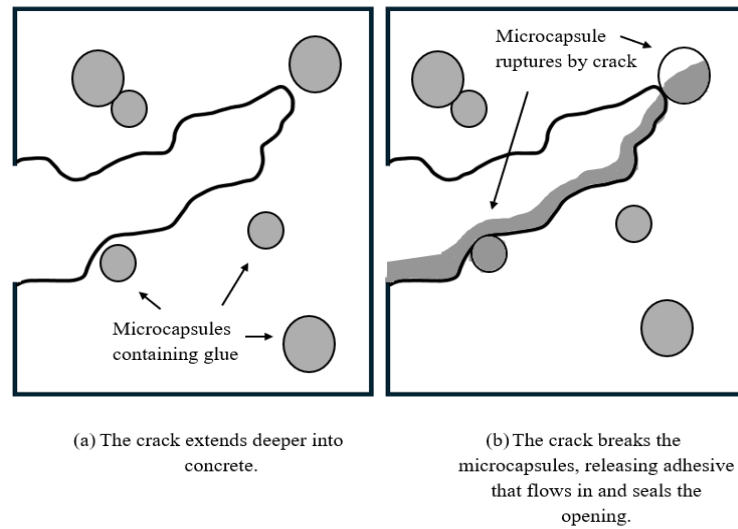 Microcapsules
containing glue
Microcapsule
ruptures by crack
(a) The crack extends deeper into
concrete.
(b) The crack breaks the
microcapsules, releasing adhesive
that flows in and seals the
opening.